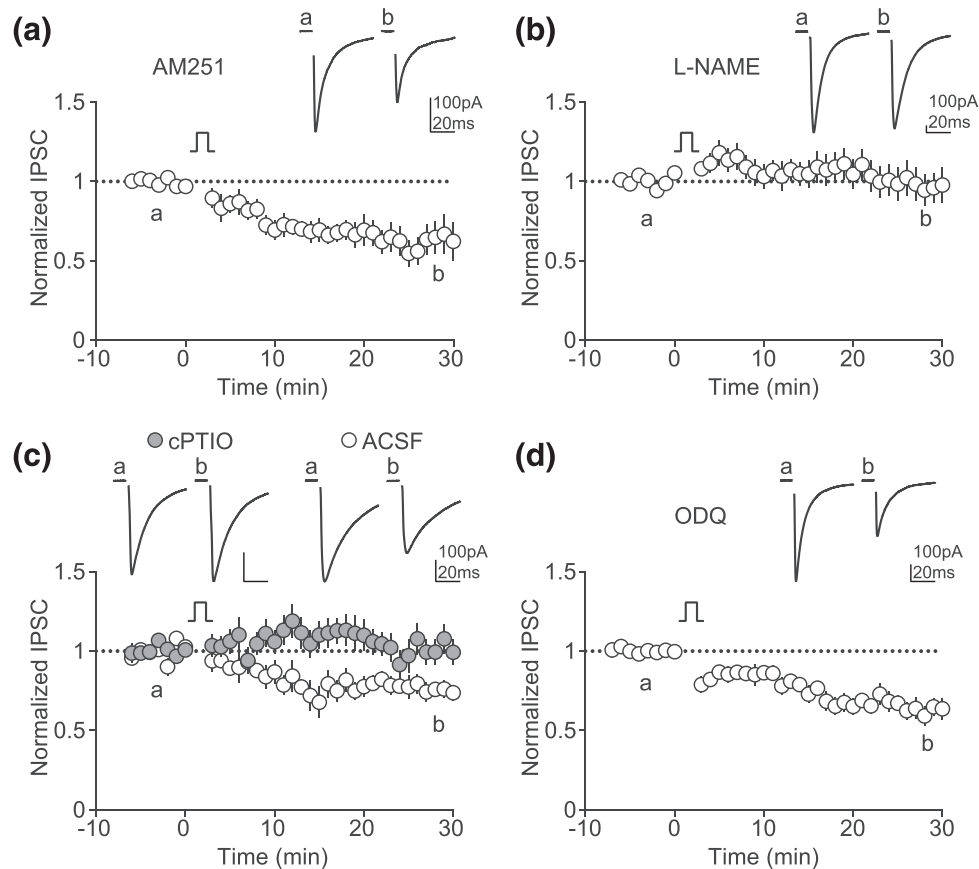 (a)
AM251
a
b
100pA
20ms
1.5
1
0.5
0
Normalized IPSC
a
b
-10
0
10
20
30
Time (min)
(b)
L-NAME
a
b
100pA
20ms
1.5
1
0.5
0
Normalized IPSC
a
b
-10
0
10
20
30
Time (min)
(c)
cPTIO
ACSF
a
b
a
b
100pA
20ms
1.5
1
0.5
0
Normalized IPSC
a
b
-10
0
10
20
30
Time (min)
(d)
ODQ
a
b
100pA
20ms
1.5
1
0.5
0
Normalized IPSC
a
b
-10
0
10
20
30
Time (min)